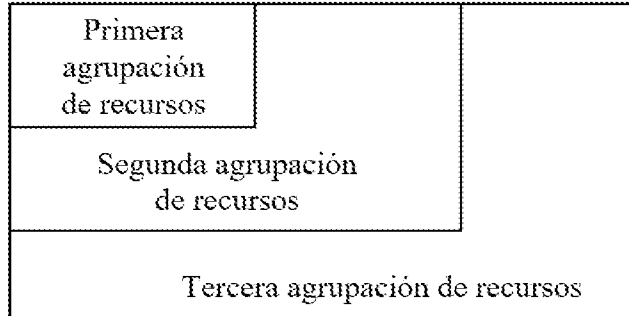 Primera
agrupación
de recursos
Segunda agrupación
de recursos
Tercera agrupación de recursos